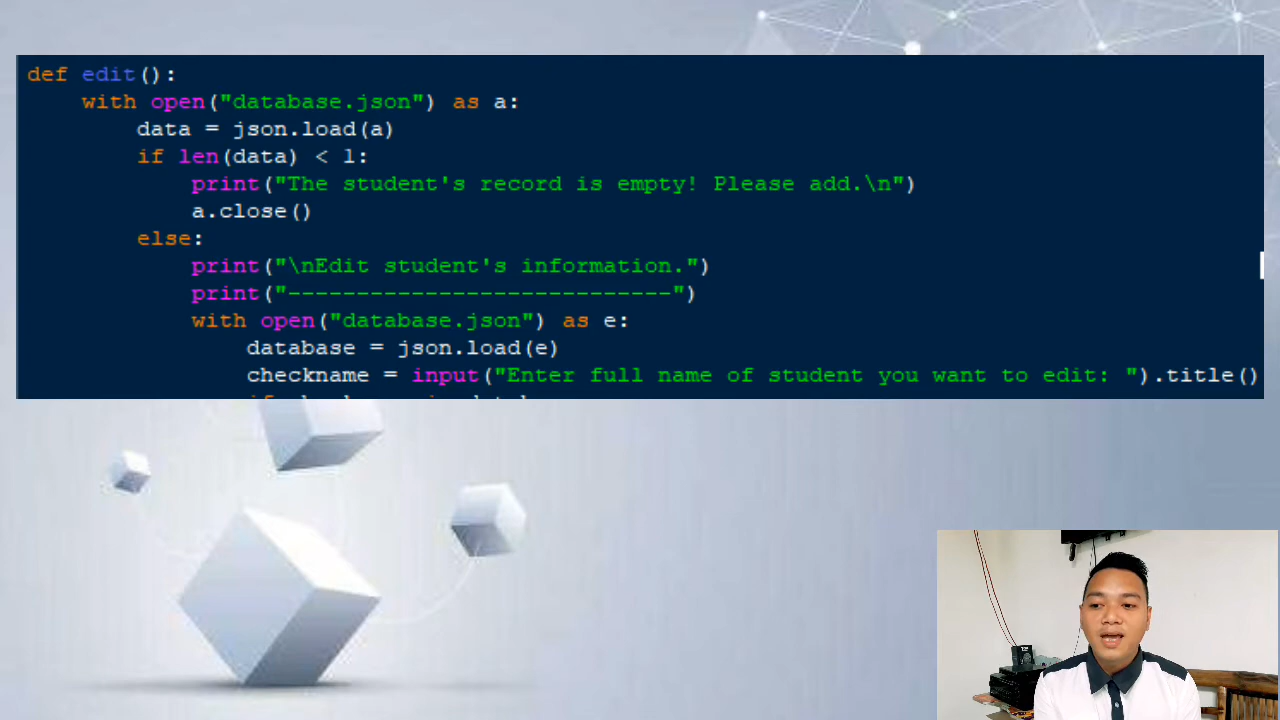 def edit():
with open("database.json") as a:
data = json.load(a)
if len(data) < 1:
print("The student's record is empty! Please add.\n")
a.close()
else:
print("\nEdit student's information.")
print("----------------------------")
with open("database.json") as e:
database = json.load(e)
checkname = input("Enter full name of student you want to edit: ").title()